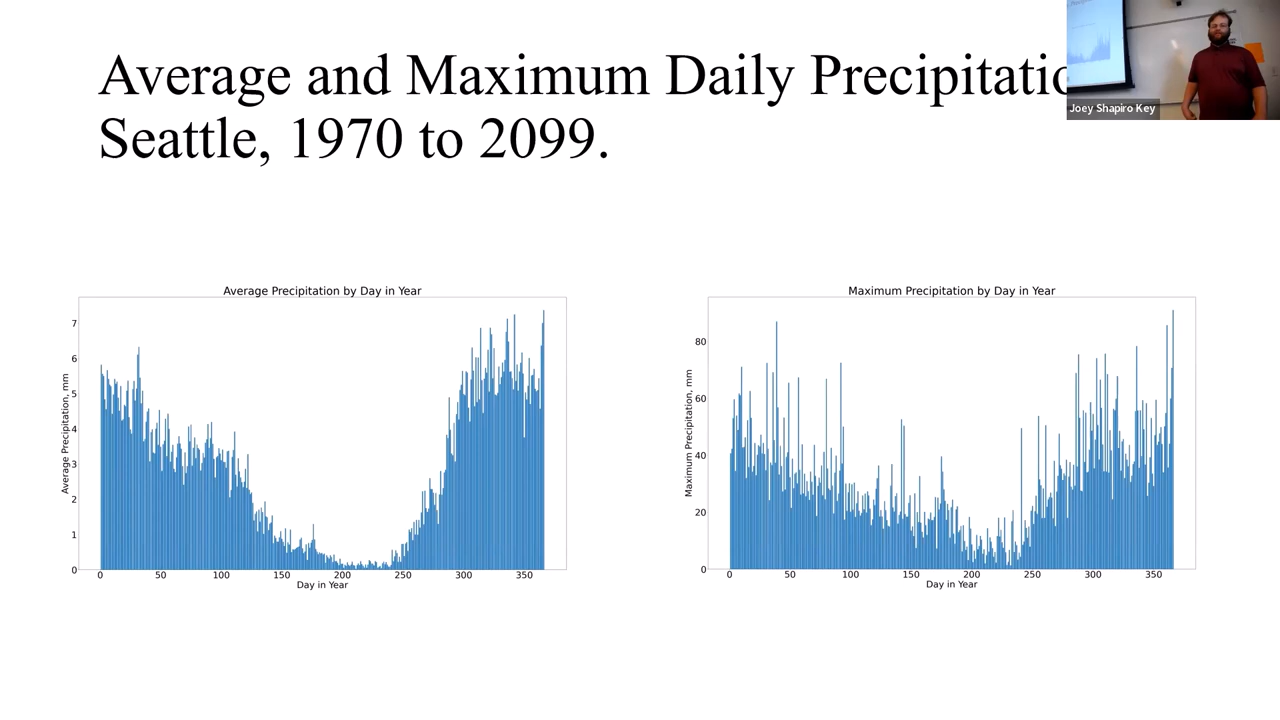 Average and Maximum Daily Precipitatio
Seattle, 1970 to 2099.
Joey Shapiro Key
Average Precipitation by Day in Year
Average Precipitation, mm
7
6
5
4
3
2
1
0
0 50 100 150 200 250 300 350
Day in Year
Maximum Precipitation by Day in Year
Maximum Precipitation, mm
80
60
40
20
0
0 50 100 150 200 250 300 350
Day in Year